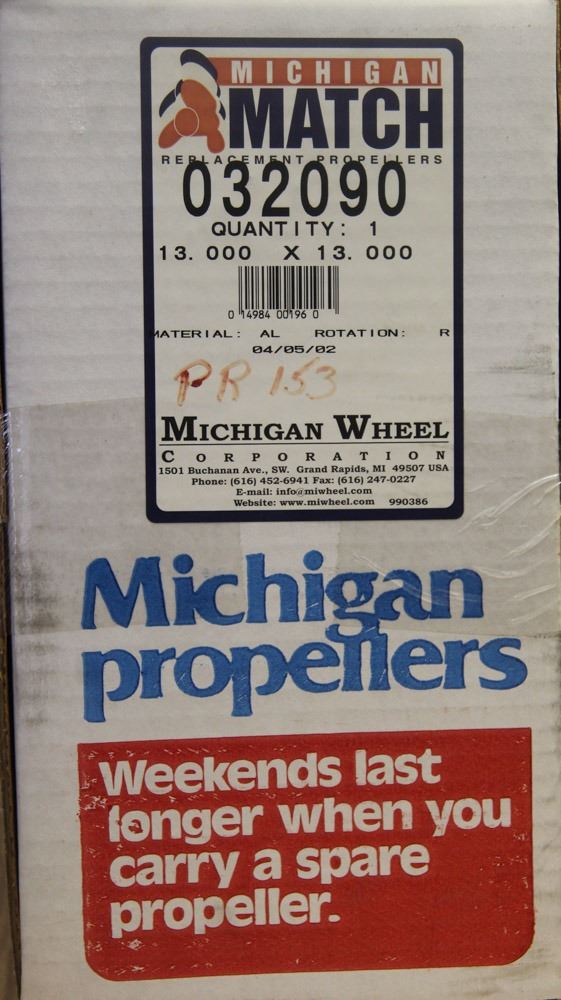 MICHIGAN
MATCH
REPLACEMENT PROPELLERS
032090
QUANTITY: 1
13.000 X 13.000
0 14984 00196 0
MATERIAL: AL ROTATION: R
04/05/02
PR 153
MICHIGAN WHEEL
CORPORATION
1501 Buchanan Ave., SW. Grand Rapids, MI 49507 USA
Phone: (616) 452-6941 Fax: (616) 247-0227
E-mail: info@miwheel.com
Website: www.miwheel.com 990386
Michigan
propellers
Weekends last
longer when you
carry a spare
propeller.